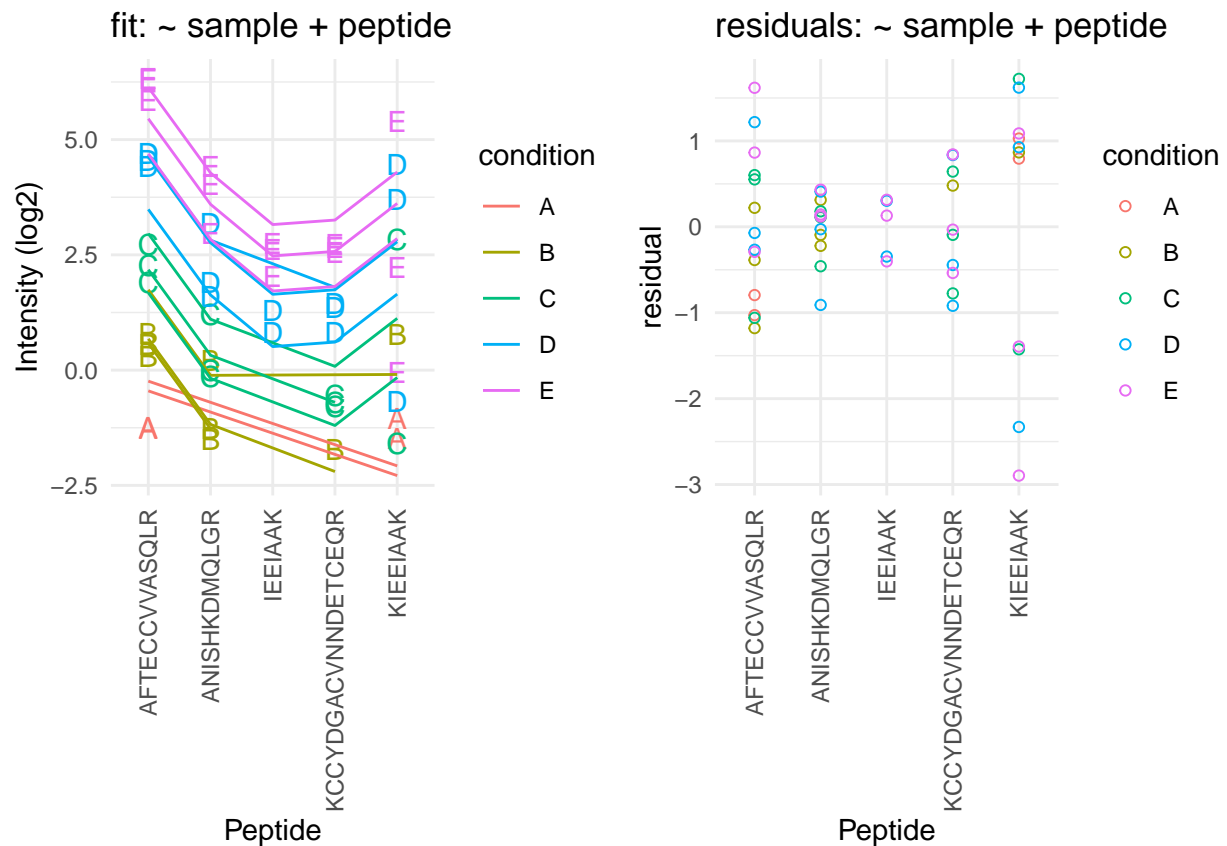 fit: ~ sample + peptide
residuals: ~ sample + peptide
Intensity (log2)
5.0
2.5
0.0
−2.5
E
E
E
D
D
D
C
C
C
B
B
B
A
E
E
E
D
D
D
C
B
C
C
B
B
B
E
E
E
D
D
E
E
E
D
D
D
C
C
C
B
E
D
D
C
E
B
E
D
A
A
C
AFTECCVVASQLR
ANISHKDMQLGR
IEEIAAK
KCCYDGACVNNDETCEQR
KIEEIAAK
Peptide
condition
A
B
C
D
E
residual
1
0
−1
−2
−3
AFTECCVVASQLR
ANISHKDMQLGR
IEEIAAK
KCCYDGACVNNDETCEQR
KIEEIAAK
Peptide
condition
A
B
C
D
E